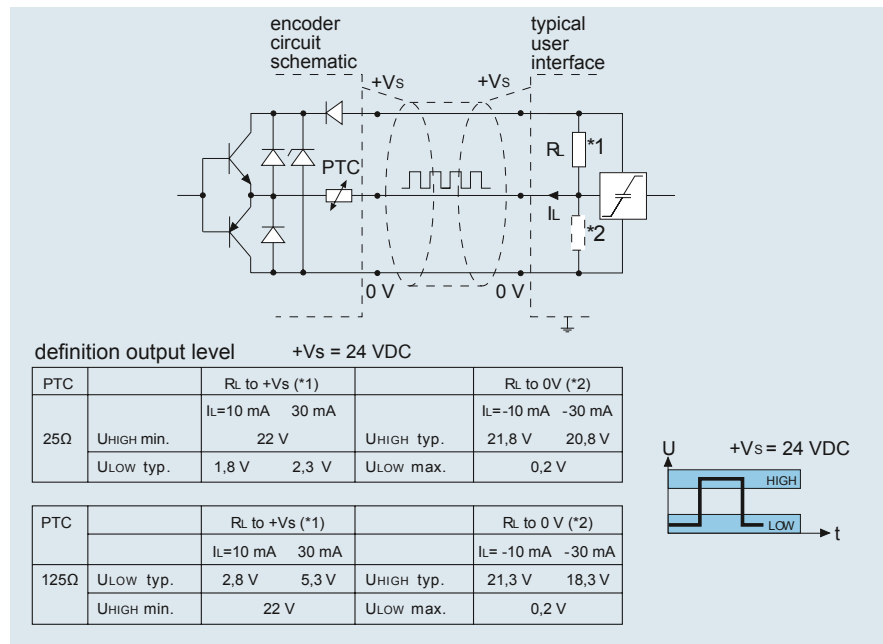 encoder
circuit
schematic
typical
user
interface
+Vs
+Vs
PTC
RL
*1
IL
*2
0 V
0 V
definition output level +Vs = 24 VDC
PTC RL to +Vs (*1) RL to 0V (*2)
IL=10 mA 30 mA IL=-10 mA -30 mA
25Ω UHIGH min. 22 V UHIGH typ. 21,8 V 20,8 V
ULOW typ. 1,8 V 2,3 V ULOW max. 0,2 V
U +Vs = 24 VDC
HIGH
LOW
t
PTC RL to +Vs (*1) RL to 0 V (*2)
IL=10 mA 30 mA IL= -10 mA -30 mA
125Ω ULOW typ. 2,8 V 5,3 V UHIGH typ. 21,3 V 18,3 V
UHIGH min. 22 V ULOW max. 0,2 V